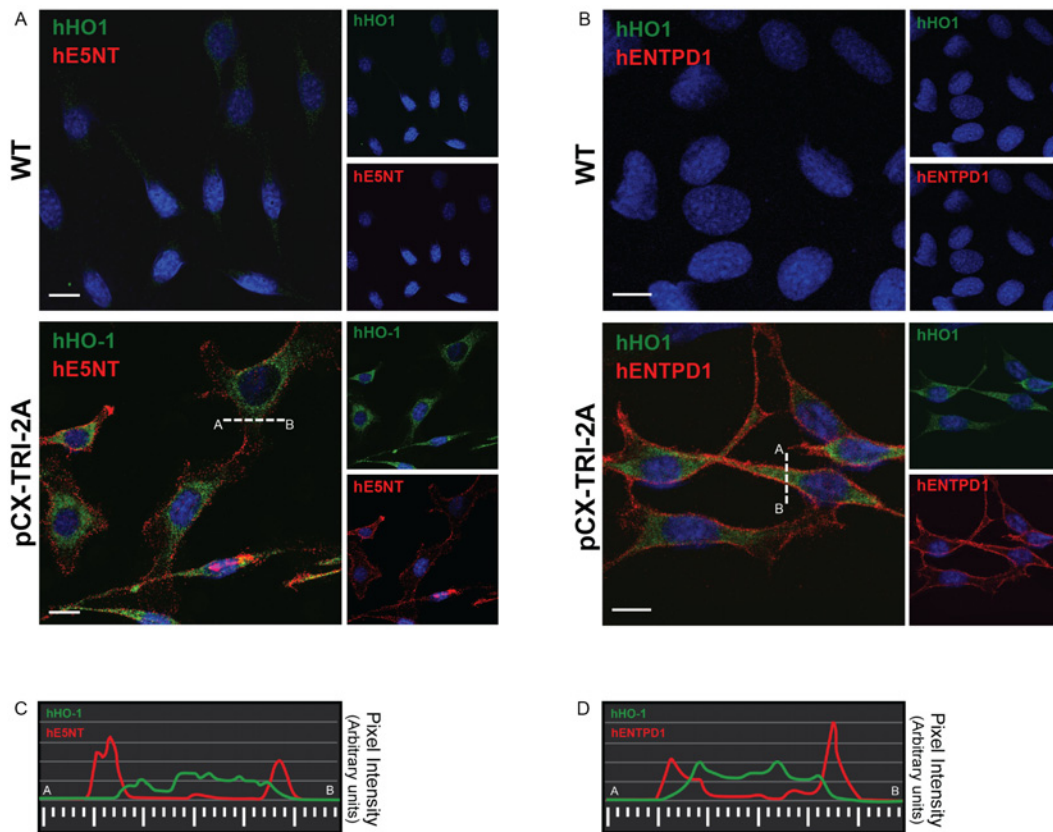 A
hHO1
hE5NT
WT
hHO1
hE5NT
hHO-1
hE5NT
A
B
pCX-TRI-2A
hHO-1
hE5NT
B
hHO1
hENTPD1
WT
hHO1
hENTPD1
hHO1
hENTPD1
A
B
pCX-TRI-2A
hHO1
hENTPD1
C
hHO-1
hE5NT
A
B
Pixel Intensity
(Arbitrary units)
D
hHO-1
hENTPD1
A
B
Pixel Intensity
(Arbitrary units)